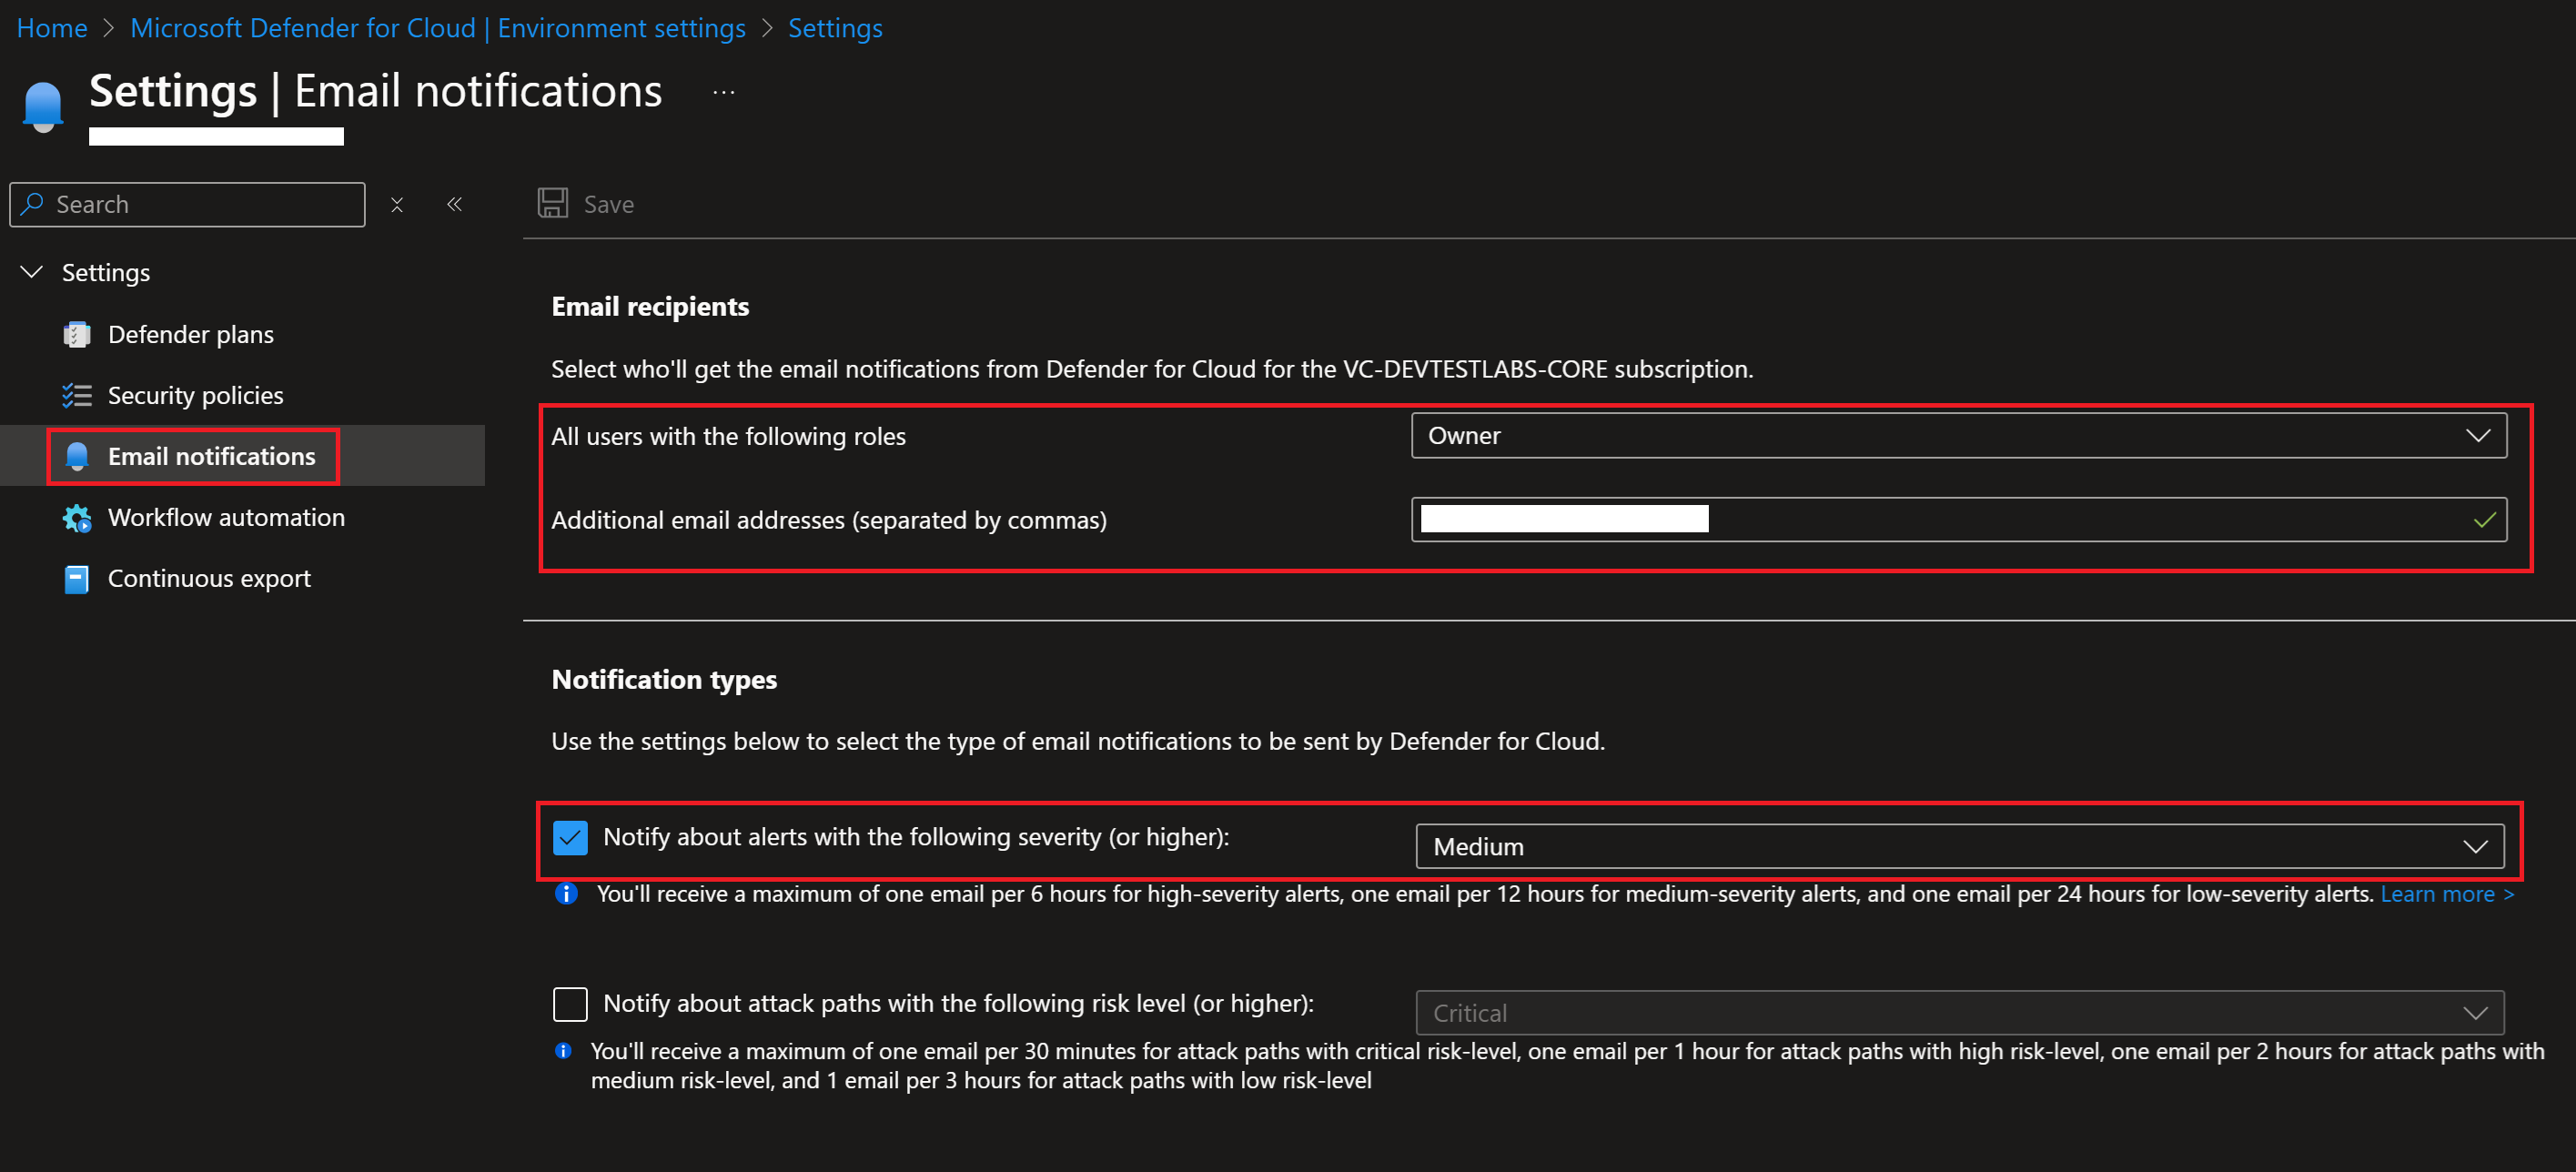 Home > Microsoft Defender for Cloud | Environment settings > Settings
Settings | Email notifications ...
Search
Save
Settings
Defender plans
Security policies
Email notifications
Workflow automation
Continuous export
Email recipients
Select who'll get the email notifications from Defender for Cloud for the VC-DEVTESTLABS-CORE subscription.
All users with the following roles
Owner
Additional email addresses (separated by commas)
Notification types
Use the settings below to select the type of email notifications to be sent by Defender for Cloud.
Notify about alerts with the following severity (or higher):
Medium
You'll receive a maximum of one email per 6 hours for high-severity alerts, one email per 12 hours for medium-severity alerts, and one email per 24 hours for low-severity alerts. Learn more >
Notify about attack paths with the following risk level (or higher):
Critical
You'll receive a maximum of one email per 30 minutes for attack paths with critical risk-level, one email per 1 hour for attack paths with high risk-level, one email per 2 hours for attack paths with
medium risk-level, and 1 email per 3 hours for attack paths with low risk-level